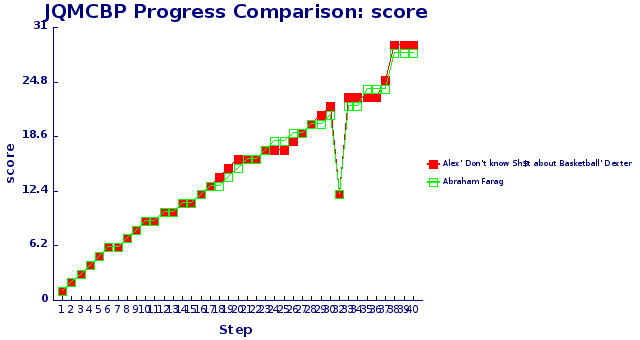 JQMCBP Progress Comparison: score
31
24.8
18.6
12.4
6.2
0
score
1 2 3 4 5 6 7 8 9 10 11 12 13 14 15 16 17 18 19 20 21 22 23 24 25 26 27 28 29 30 32 33 34 35 36 37 38 39 40
Step
Alex' Don't know Sh$t about Basketball' Dexter
Abraham Farag